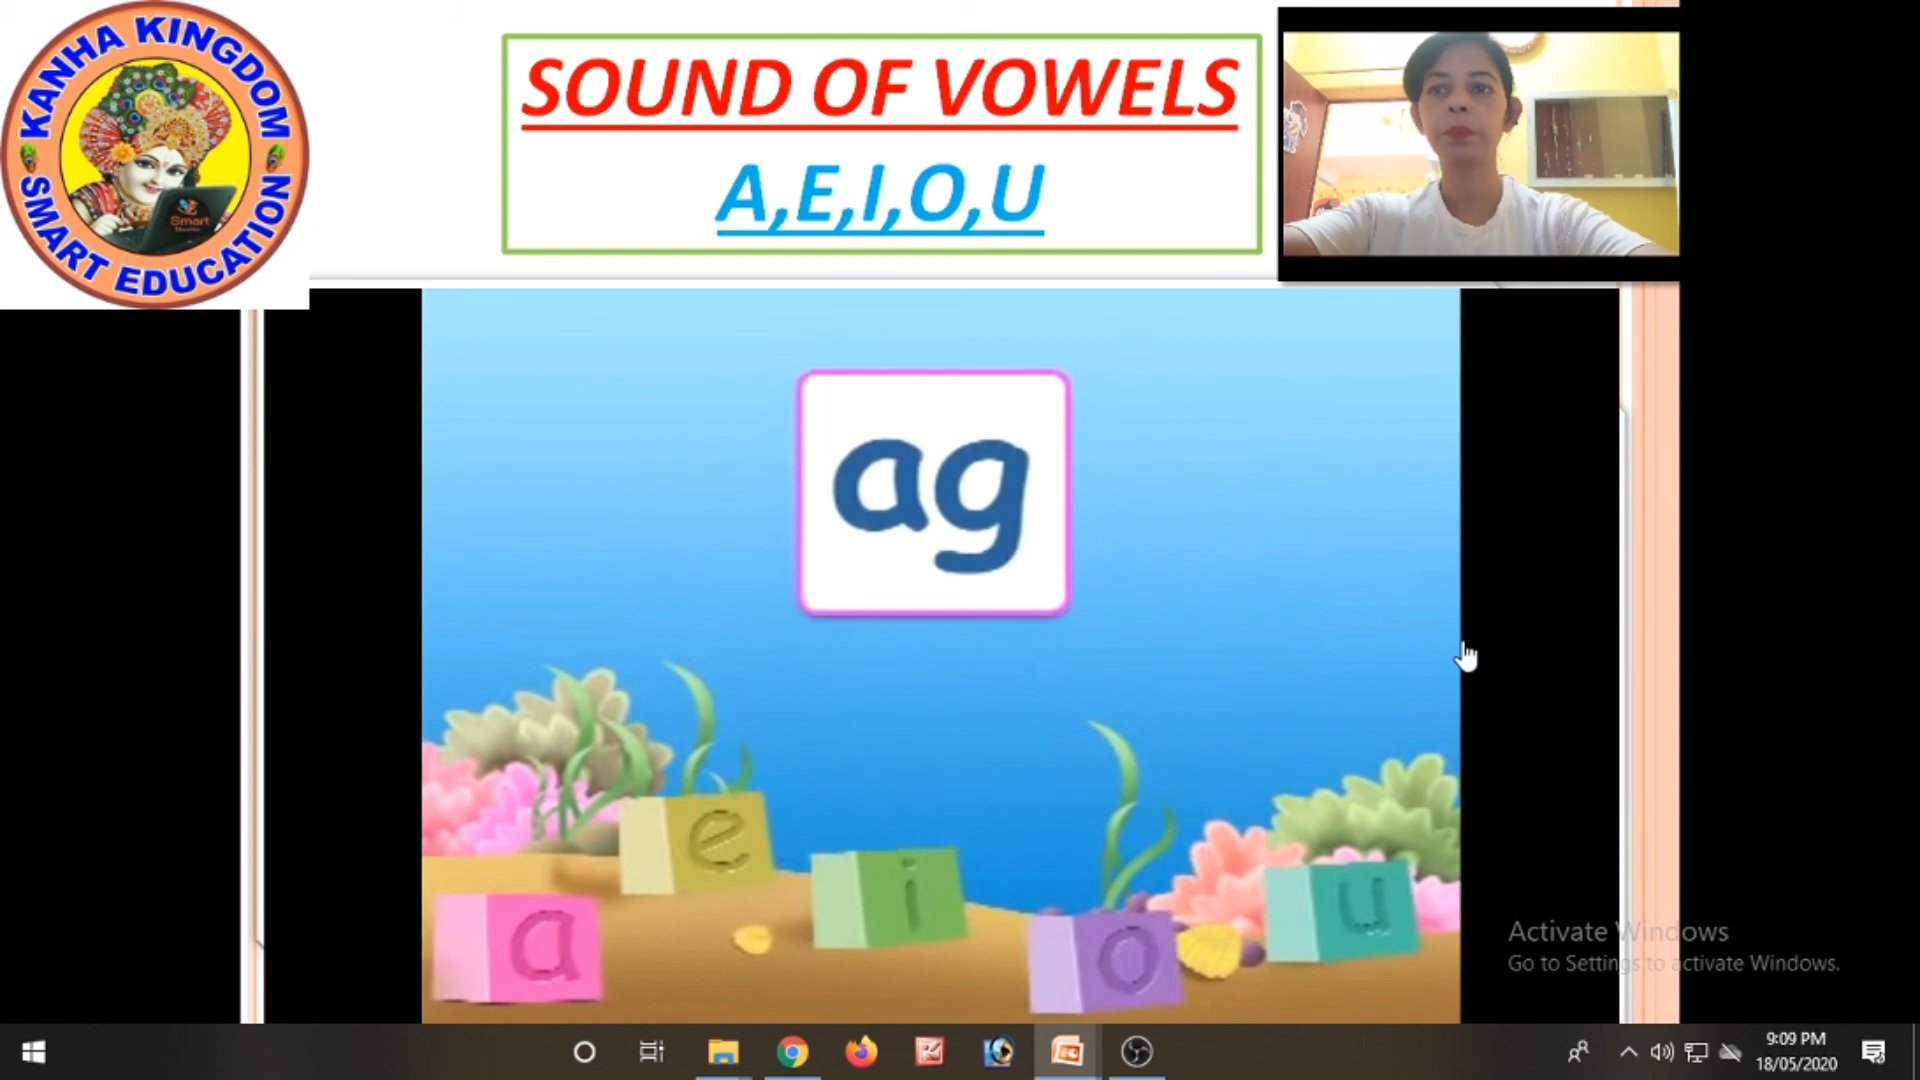 KANHA KINGDOM
SMART EDUCATION
Smart
SOUND OF VOWELS
A,E,I,O,U
ag
e
i
u
a
o
Activate Windows
Go to Settings to activate Windows.
9:09 PM
18/05/2020